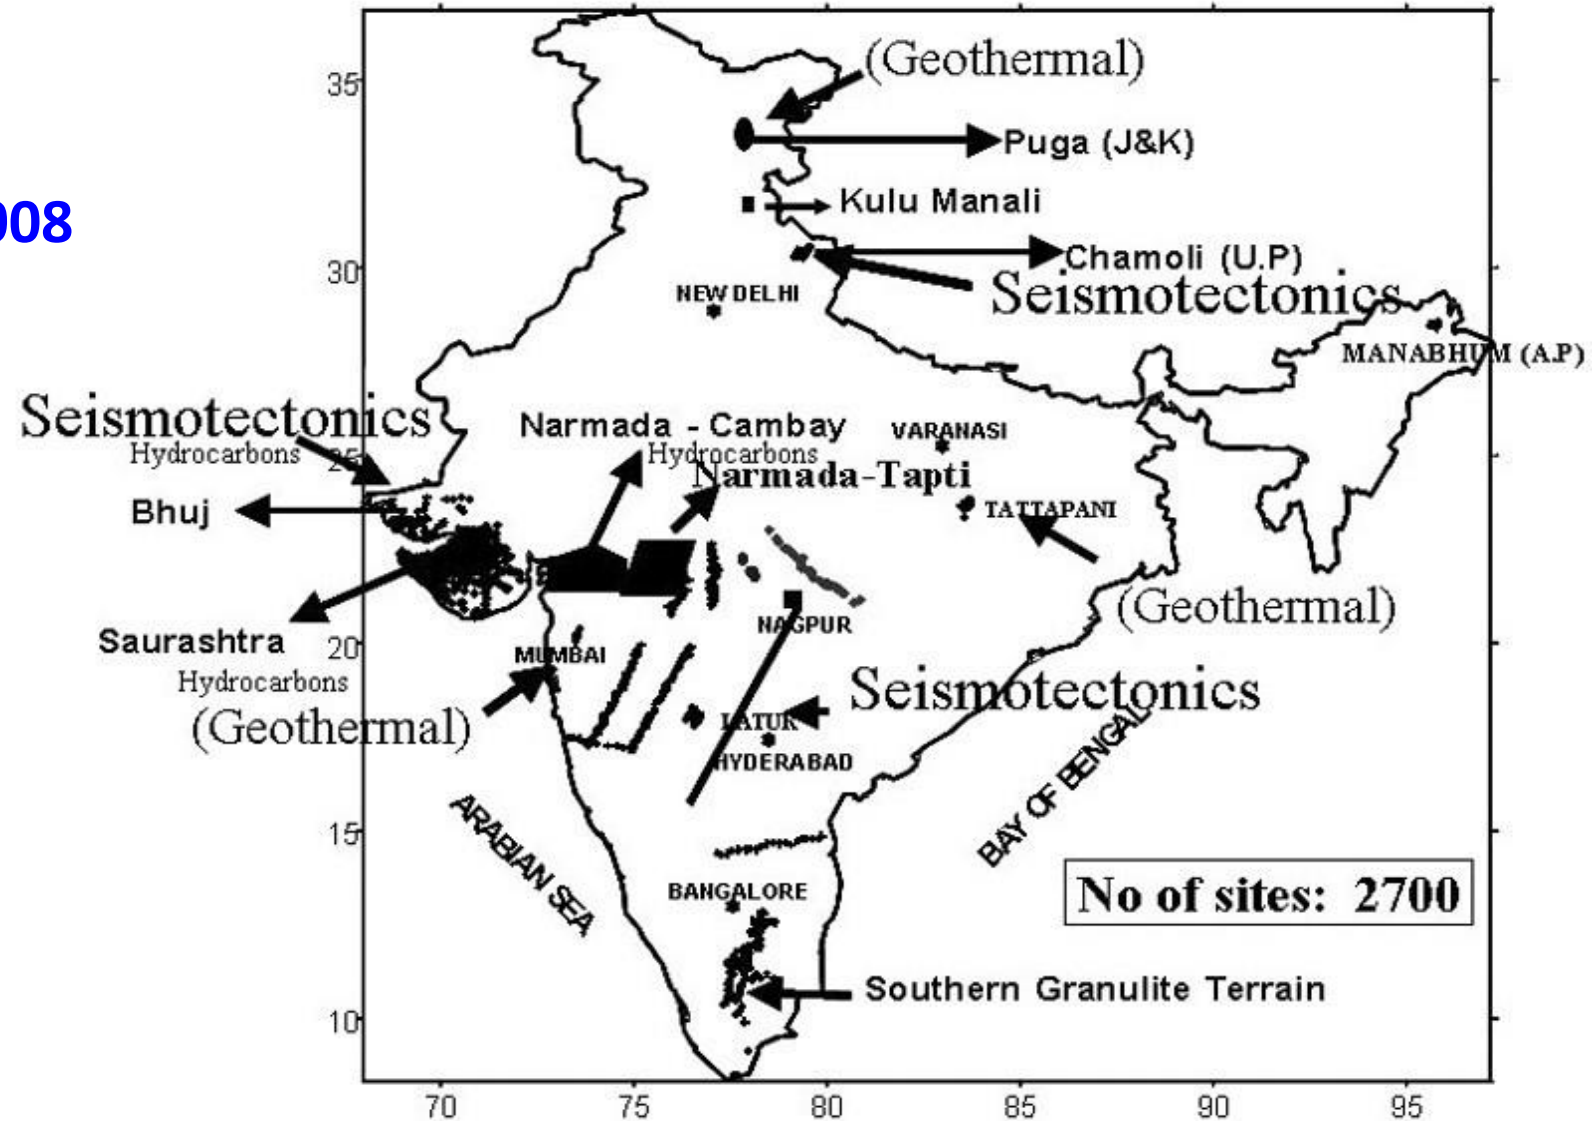 (Geothermal)
35
Puga (J&K)
Kulu Manali
008
Chamoli (U.P)
30
Seismotectonics
NEW DELHI
MANABHUM (A.P)
Seismotectonics
Narmada - Cambay
VARANASI
Hydrocarbons
25
Hydrocarbons
Narmada-Tapti
Bhuj
TATTAPANI
(Geothermal)
NAGPUR
Saurashtra
20
MUMBAI
Hydrocarbons
Seismotectonics
(Geothermal)
LATUR
HYDERABAD
BAY OF BENGAL
ARABIAN SEA
15
BANGALORE
No of sites: 2700
Southern Granulite Terrain
10
70 75 80 85 90 95